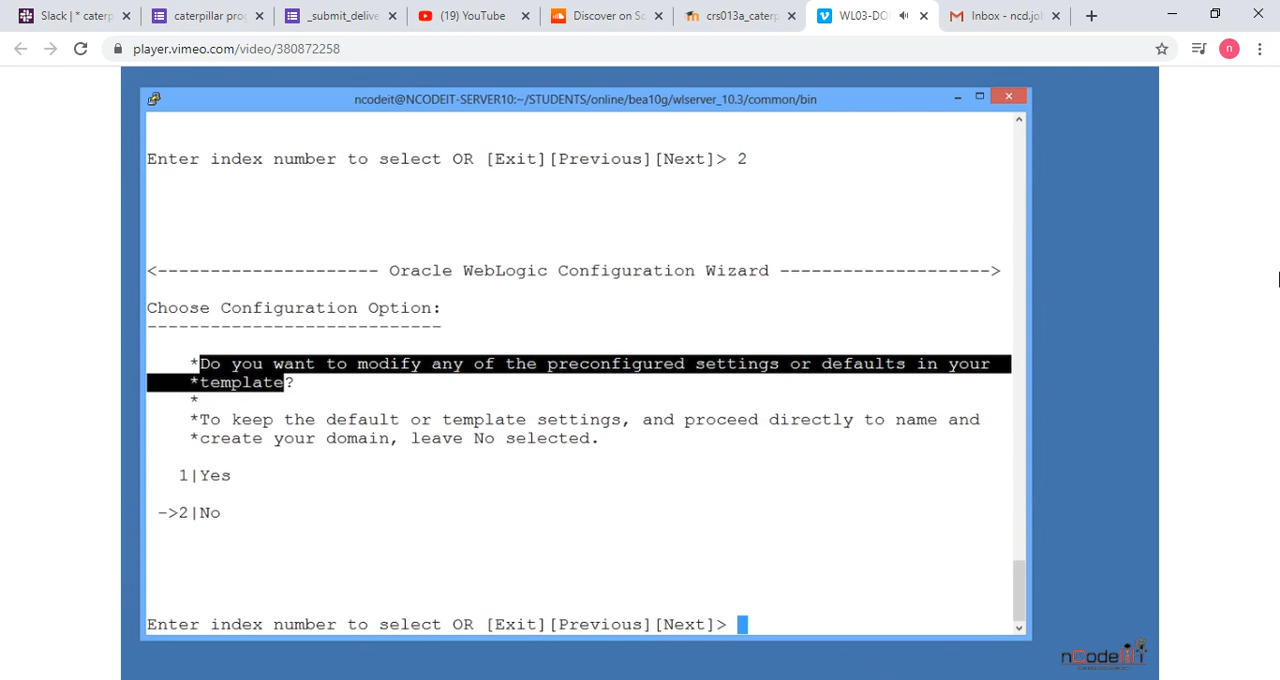 Slack | * caterp
caterpillar prog
_submit_delive
(19) YouTube
Discover on So
crs013a_caterp
WL03-DO
Inbox - ncd.jo
player.vimeo.com/video/380872258
n
ncodeit@NCODEIT-SERVER10:~/STUDENTS/online/bea10g/wlserver_10.3/common/bin
Enter index number to select OR [Exit][Previous][Next]> 2
<---------------------- Oracle WebLogic Configuration Wizard -------------------->
Choose Configuration Option:
----------------------------
*Do you want to modify any of the preconfigured settings or defaults in your
*template?
*
*To keep the default or template settings, and proceed directly to name and
*create your domain, leave No selected.
1|Yes
->2|No
Enter index number to select OR [Exit][Previous][Next]>
nCodeIT